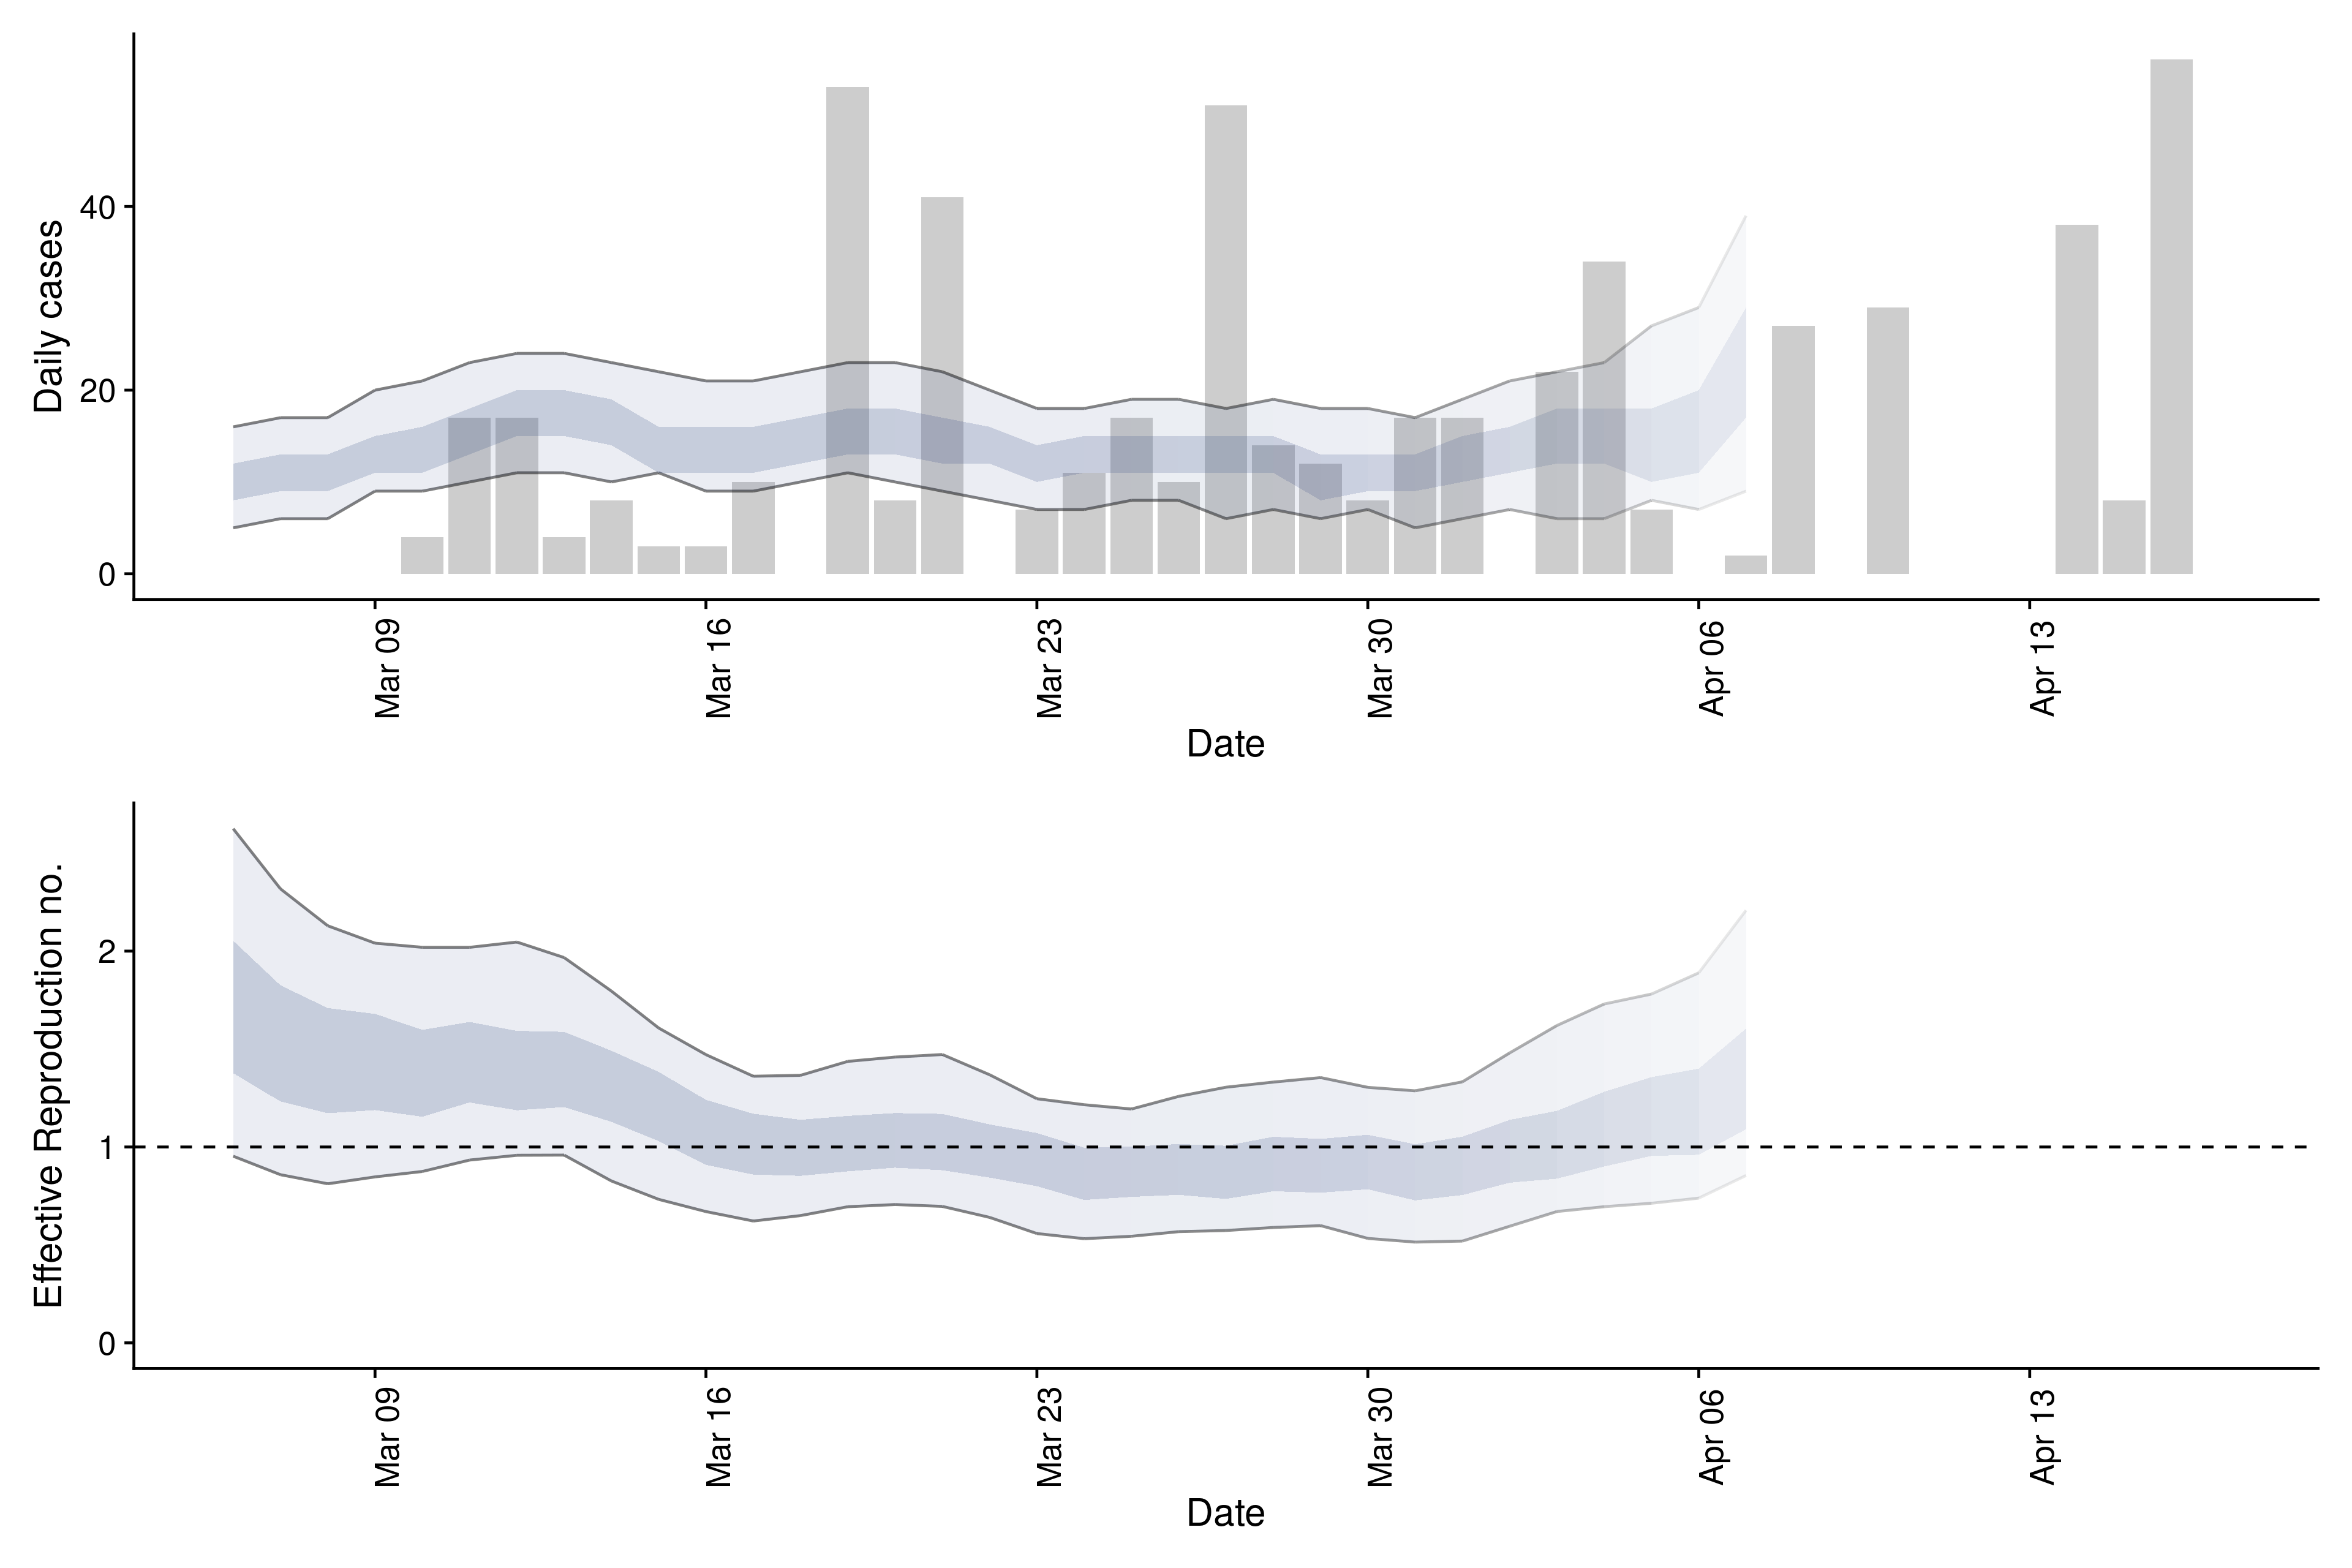 Daily cases
40
20
0
Mar 09
Mar 16
Mar 23
Mar 30
Apr 06
Apr 13
Date
Effective Reproduction no.
2
1
0
Mar 09
Mar 16
Mar 23
Mar 30
Apr 06
Apr 13
Date